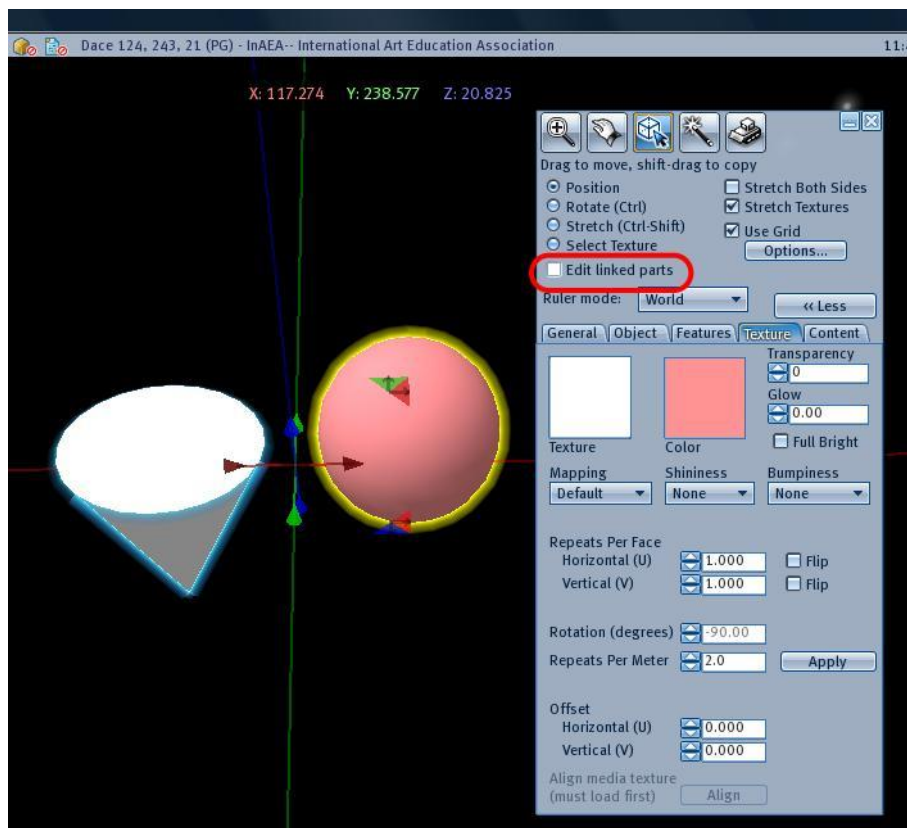 Dace 124, 243, 21 (PG) - InAEA-- International Art Education Association
11:
X: 117.274 Y: 238.577 Z: 20.825
Drag to move, shift-drag to copy
Position Stretch Both Sides
Rotate (Ctrl) Stretch Textures
Stretch (Ctrl-Shift) Use Grid
Select Texture Options...
Edit linked parts
Ruler mode: World << Less
General Object Features Texture Content
Transparency
0
Glow
0.00
Full Bright
Texture Color
Mapping Shininess Bumpiness
Default None None
Repeats Per Face
Horizontal (U) 1.000 Flip
Vertical (V) 1.000 Flip
Rotation (degrees) -90.00
Repeats Per Meter 2.0 Apply
Offset
Horizontal (U) 0.000
Vertical (V) 0.000
Align media texture
(must load first) Align